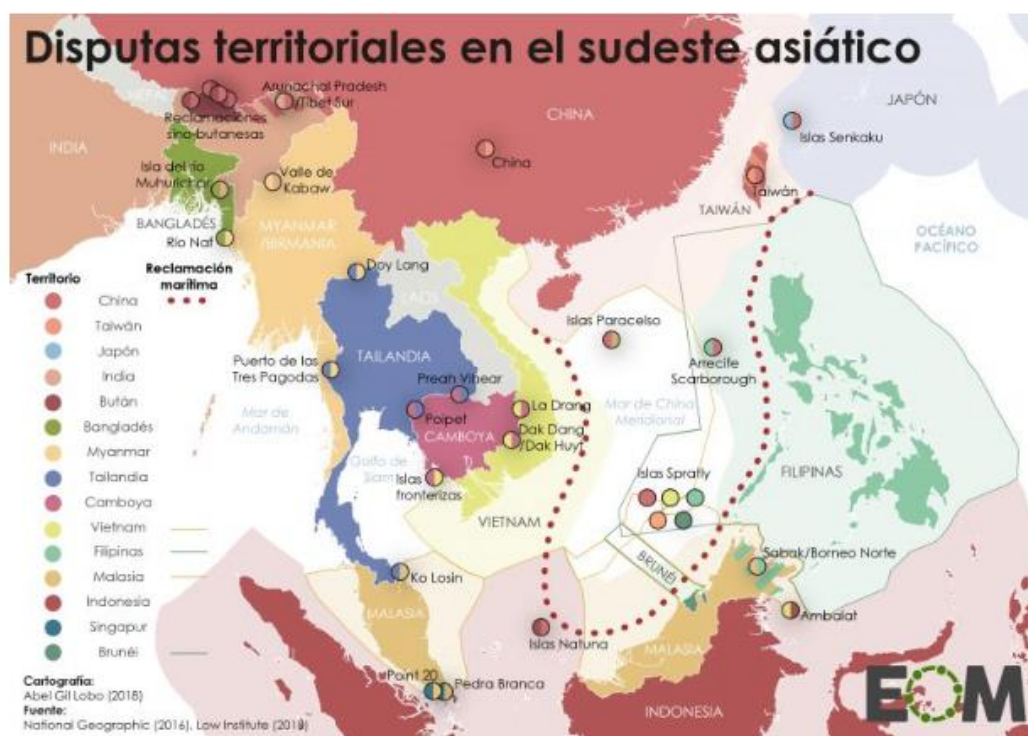 Disputas territoriales en el sudeste asiático
NEPAL
Arunachal Pradesh
/Tíbet Sur
Reclamaciones
sino-butanesas
CHINA
JAPÓN
Islas Senkaku
INDIA
China
Isla del río
Muhurichar
Valle de
Kabaw
Taiwán
TAIWÁN
BANGLADÉS
Río Naf
MYANMAR
/BIRMANIA
OCÉANO
PACÍFICO
Doy Lang
LAOS
Territorio
Reclamación
marítima
China
Taiwán
Japón
India
Bután
Bangladés
Myanmar
Tailandia
Camboya
Vietnam
Filipinas
Malasia
Indonesia
Singapur
Brunéi
Islas Paracelso
Arrecife
Scarborough
Puerto de las
Tres Pagodas
TAILANDIA
Preah Vihear
Poipet
La Drang
Mar de
Andamán
Mar de China
Meridional
CAMBOYA
Dak Dang
/Dak Huyt
Golfo de
Siam
Islas
fronterizas
Islas Spratly
FILIPINAS
VIETNAM
BRUNÉI
Sabak/Borneo Norte
Ko Losin
MALASIA
Ambalat
Islas Natuna
MALASIA
Point 20
Pedra Branca
INDONESIA
Cartografía:
Abel Gil Lobo (2018)
Fuente:
National Geographic (2016), Low Institute (2018)
EOM